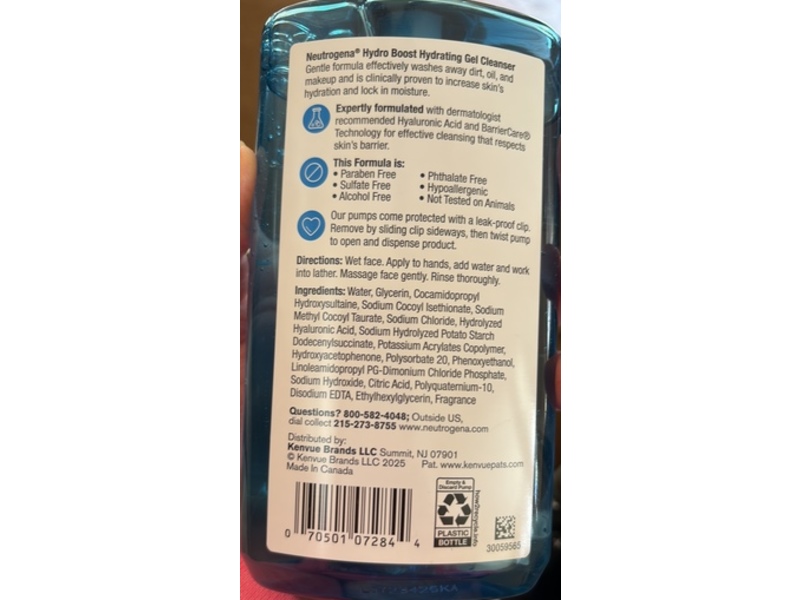 Neutrogena® Hydro Boost Hydrating Gel Cleanser
Gentle formula effectively washes away dirt, oil, and
makeup and is clinically proven to increase skin's
hydration and lock in moisture.
Expertly formulated with dermatologist
recommended Hyaluronic Acid and BarrierCare®
Technology for effective cleansing that respects
skin's barrier.
This Formula is:
• Paraben Free
• Sulfate Free
• Alcohol Free
• Phthalate Free
• Hypoallergenic
• Not Tested on Animals
Our pumps come protected with a leak-proof clip.
Remove by sliding clip sideways, then twist pump
to open and dispense product.
Directions: Wet face. Apply to hands, add water and work
into lather. Massage face gently. Rinse thoroughly.
Ingredients: Water, Glycerin, Cocamidopropyl
Hydroxysultaine, Sodium Cocoyl Isethionate, Sodium
Methyl Cocoyl Taurate, Sodium Chloride, Hydrolyzed
Hyaluronic Acid, Sodium Hydrolyzed Potato Starch
Dodecenylsuccinate, Potassium Acrylates Copolymer,
Hydroxyacetophenone, Polysorbate 20, Phenoxyethanol,
Linoleamidopropyl PG-Dimonium Chloride Phosphate,
Sodium Hydroxide, Citric Acid, Polyquaternium-10,
Disodium EDTA, Ethylhexylglycerin, Fragrance
Questions? 800-582-4048; Outside US,
dial collect 215-273-8755 www.neutrogena.com
Distributed by:
Kenvue Brands LLC Summit, NJ 07901
© Kenvue Brands LLC 2025 Pat. www.kenvuepats.com
Made in Canada
0 70501 07284 4
Empty &
Discard Pump
PLASTIC
BOTTLE
how2recycle.info
30059565